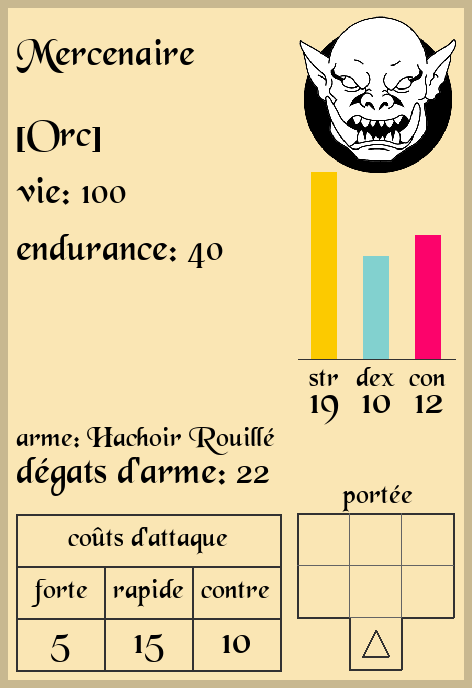 Mercenaire
[Orc]
vie: 100
endurance: 40
str dex con
19 10 12
arme: Hachoir Rouillé
dégats d'arme: 22
portée
coûts d'attaque
forte rapide contre
5 15 10